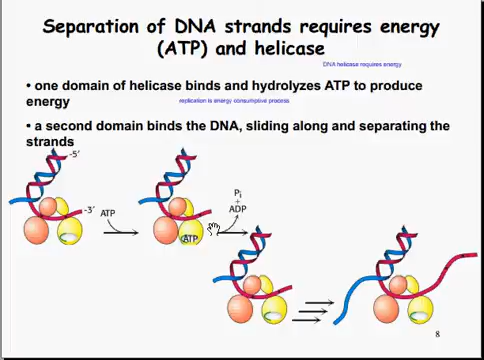 Separation of DNA strands requires energy
(ATP) and helicase
DNA helicase requires energy
• one domain of helicase binds and hydrolyzes ATP to produce
energy
replication is energy consumptive process
• a second domain binds the DNA, sliding along and separating the
strands
-5'
-3'
ATP
ATP
Pi
+
ADP
8